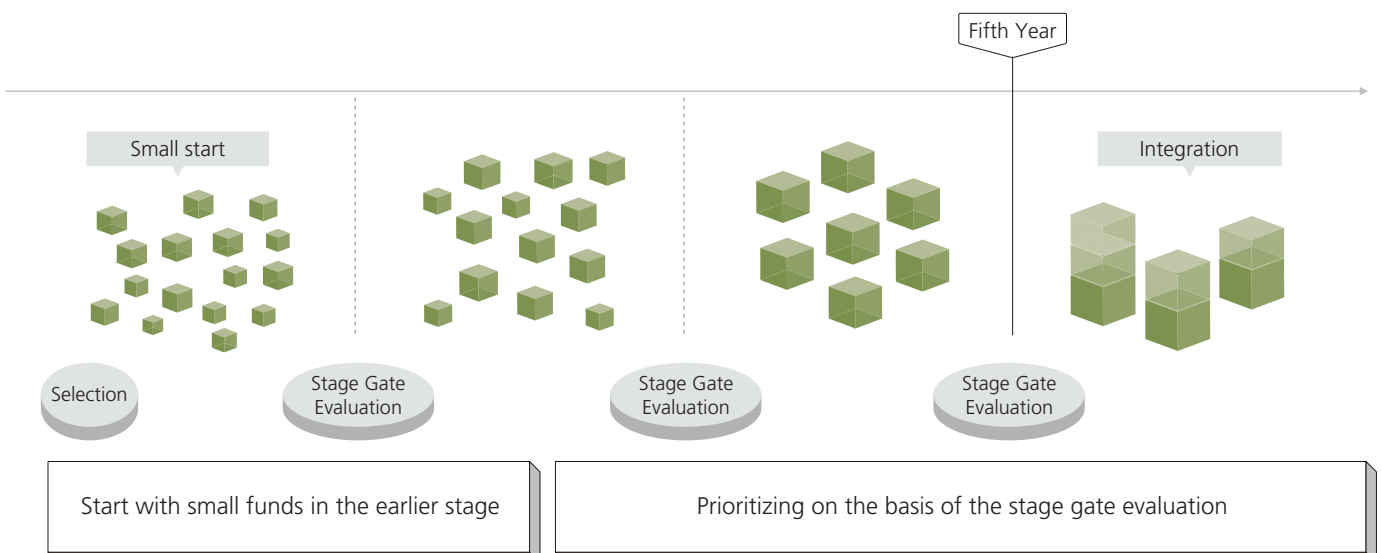 Fifth Year
Small start
Integration
Selection
Stage Gate
Evaluation
Stage Gate
Evaluation
Stage Gate
Evaluation
Start with small funds in the earlier stage
Prioritizing on the basis of the stage gate evaluation